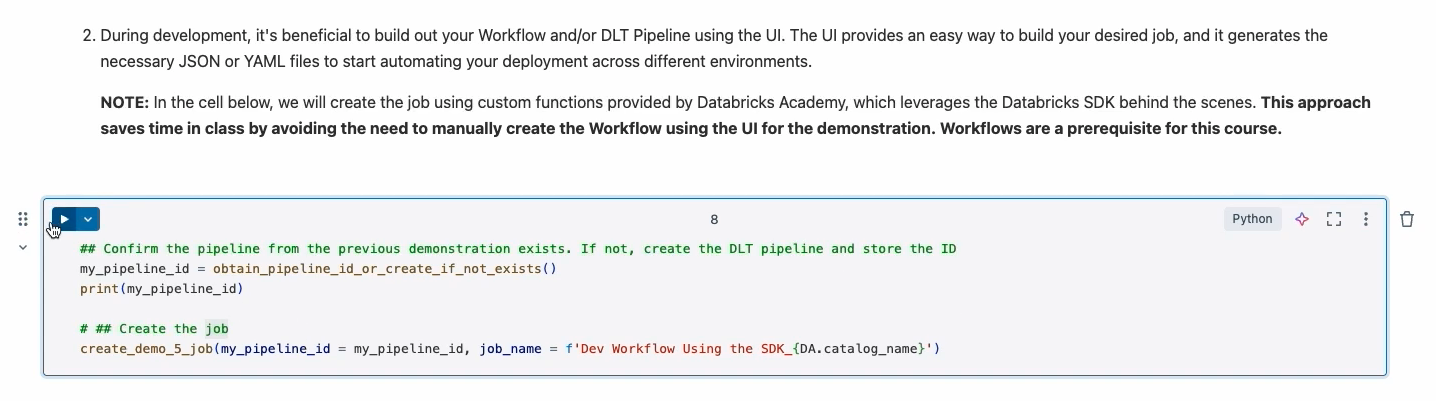 2. During development, it's beneficial to build out your Workflow and/or DLT Pipeline using the UI. The UI provides an easy way to build your desired job, and it generates the
necessary JSON or YAML files to start automating your deployment across different environments.
NOTE: In the cell below, we will create the job using custom functions provided by Databricks Academy, which leverages the Databricks SDK behind the scenes. This approach
saves time in class by avoiding the need to manually create the Workflow using the UI for the demonstration. Workflows are a prerequisite for this course.
8
Python
## Confirm the pipeline from the previous demonstration exists. If not, create the DLT pipeline and store the ID
my_pipeline_id = obtain_pipeline_id_or_create_if_not_exists()
print(my_pipeline_id)
# ## Create the job
create_demo_5_job(my_pipeline_id = my_pipeline_id, job_name = f'Dev Workflow Using the SDK_{DA.catalog_name}')